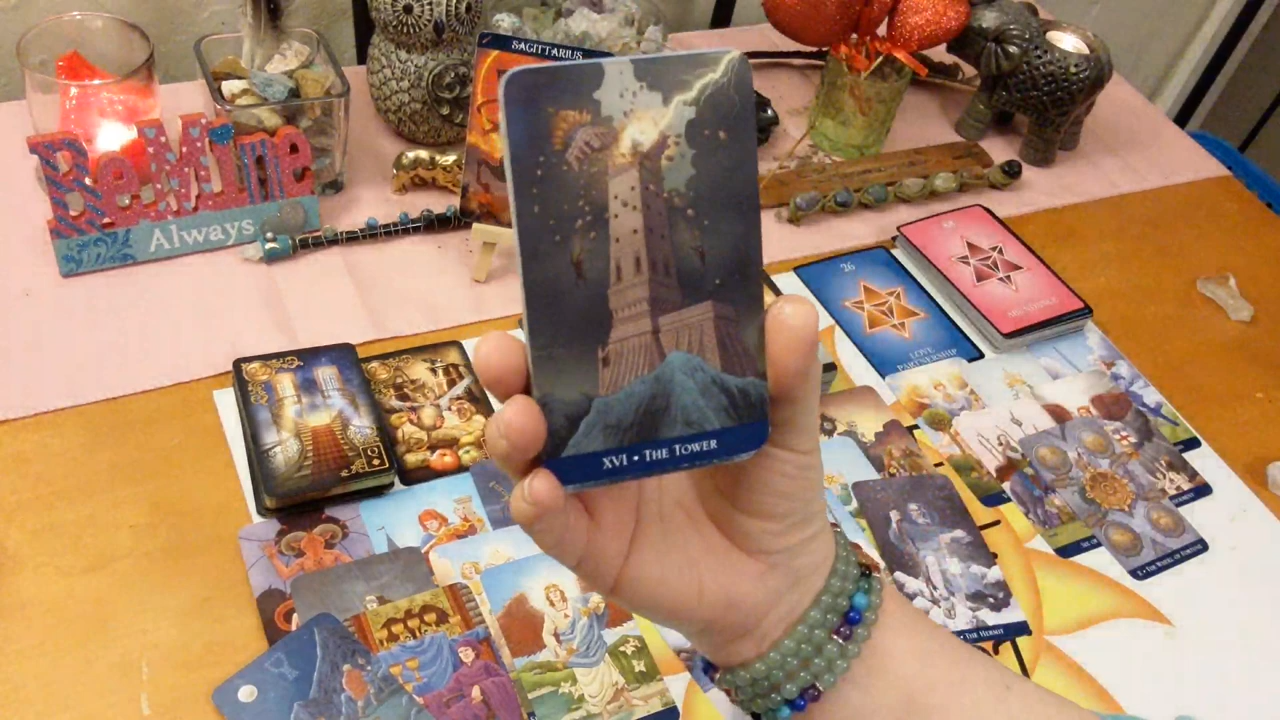 SAGITTARIUS
Be Mine
Always
XVI • THE TOWER
26
LOVE
PARTNERSHIP
Q
THE HERMIT
X • THE WHEEL OF FORTUNE